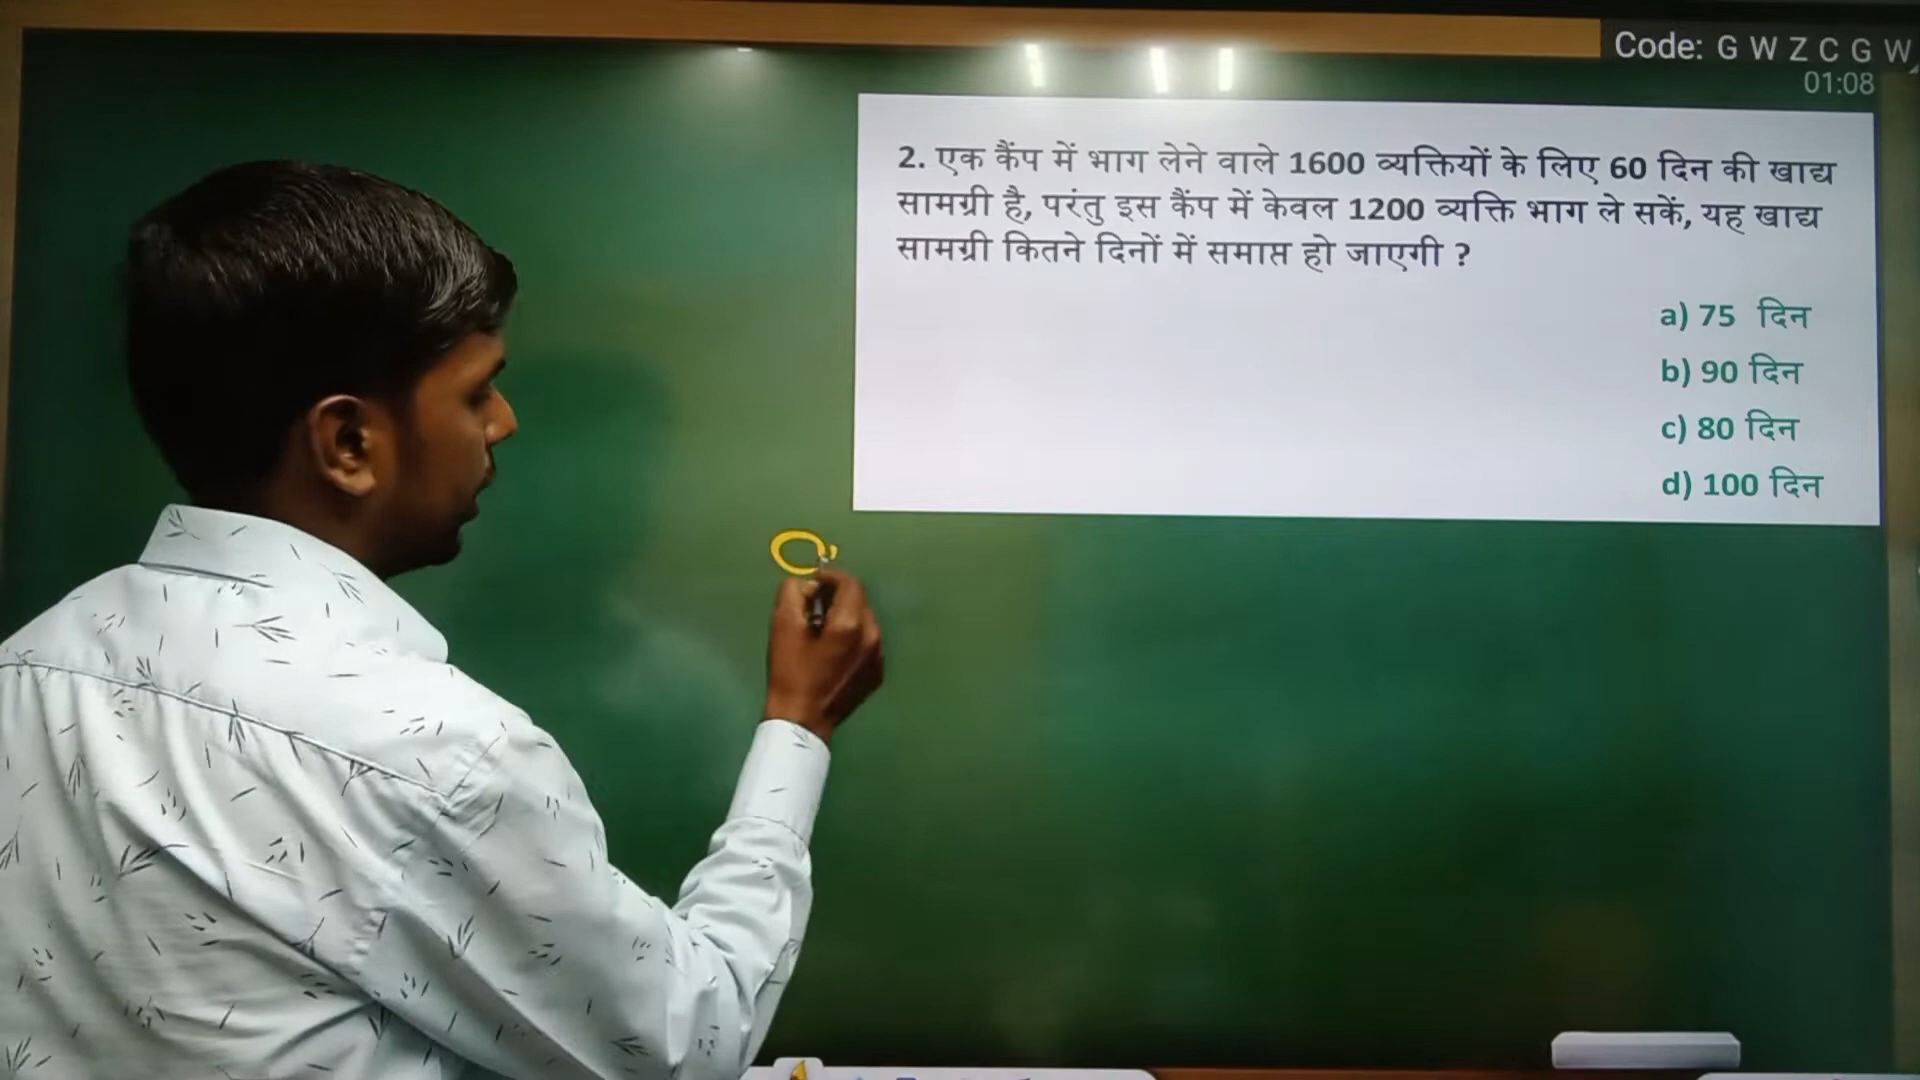 Code: G W Z C G W
01:08
2. एक कैंप में भाग लेने वाले 1600 व्यक्तियों के लिए 60 दिन की खाद्य
सामग्री है, परंतु इस कैंप में केवल 1200 व्यक्ति भाग ले सकें, यह खाद्य
सामग्री कितने दिनों में समाप्त हो जाएगी ?
a) 75 दिन
b) 90 दिन
c) 80 दिन
d) 100 दिन